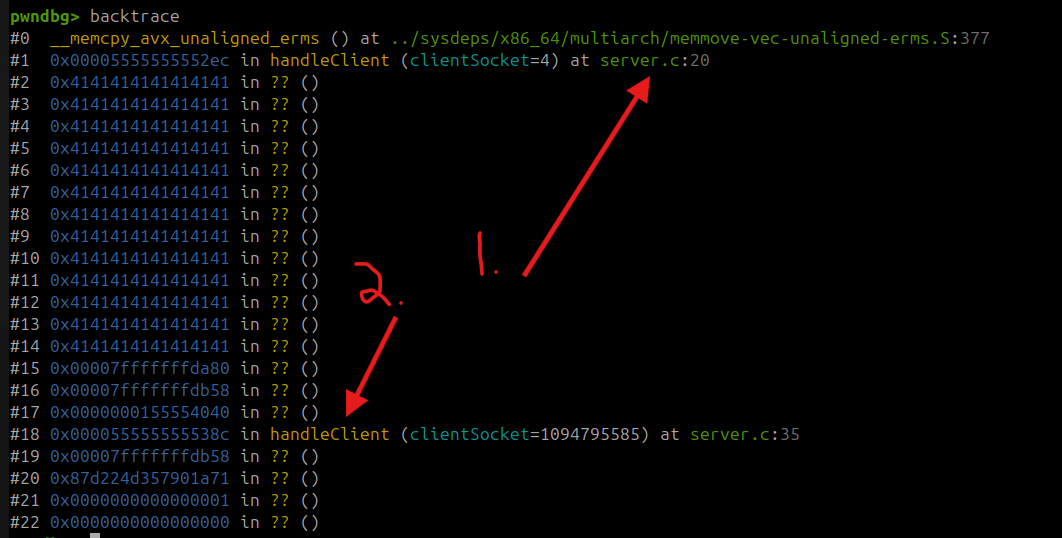 pwndbg> backtrace
#0  __memcpy_avx_unaligned_erms () at ../sysdeps/x86_64/multiarch/memmove-vec-unaligned-erms.S:377
#1  0x00005555555552ec in handleClient (clientSocket=4) at server.c:20
#2  0x4141414141414141 in ?? ()
#3  0x4141414141414141 in ?? ()
#4  0x4141414141414141 in ?? ()
#5  0x4141414141414141 in ?? ()
#6  0x4141414141414141 in ?? ()
#7  0x4141414141414141 in ?? ()
#8  0x4141414141414141 in ?? ()
#9  0x4141414141414141 in ?? ()
#10 0x4141414141414141 in ?? ()
1.
#11 0x4141414141414141 in ?? ()
#12 0x4141414141414141 in ?? ()
2.
#13 0x4141414141414141 in ?? ()
#14 0x4141414141414141 in ?? ()
#15 0x00007fffffffda80 in ?? ()
#16 0x00007fffffffdb58 in ?? ()
#17 0x0000000155554040 in ?? ()
#18 0x000055555555538c in handleClient (clientSocket=1094795585) at server.c:35
#19 0x00007fffffffdb58 in ?? ()
#20 0x87d224d357901a71 in ?? ()
#21 0x0000000000000001 in ?? ()
#22 0x0000000000000000 in ?? ()